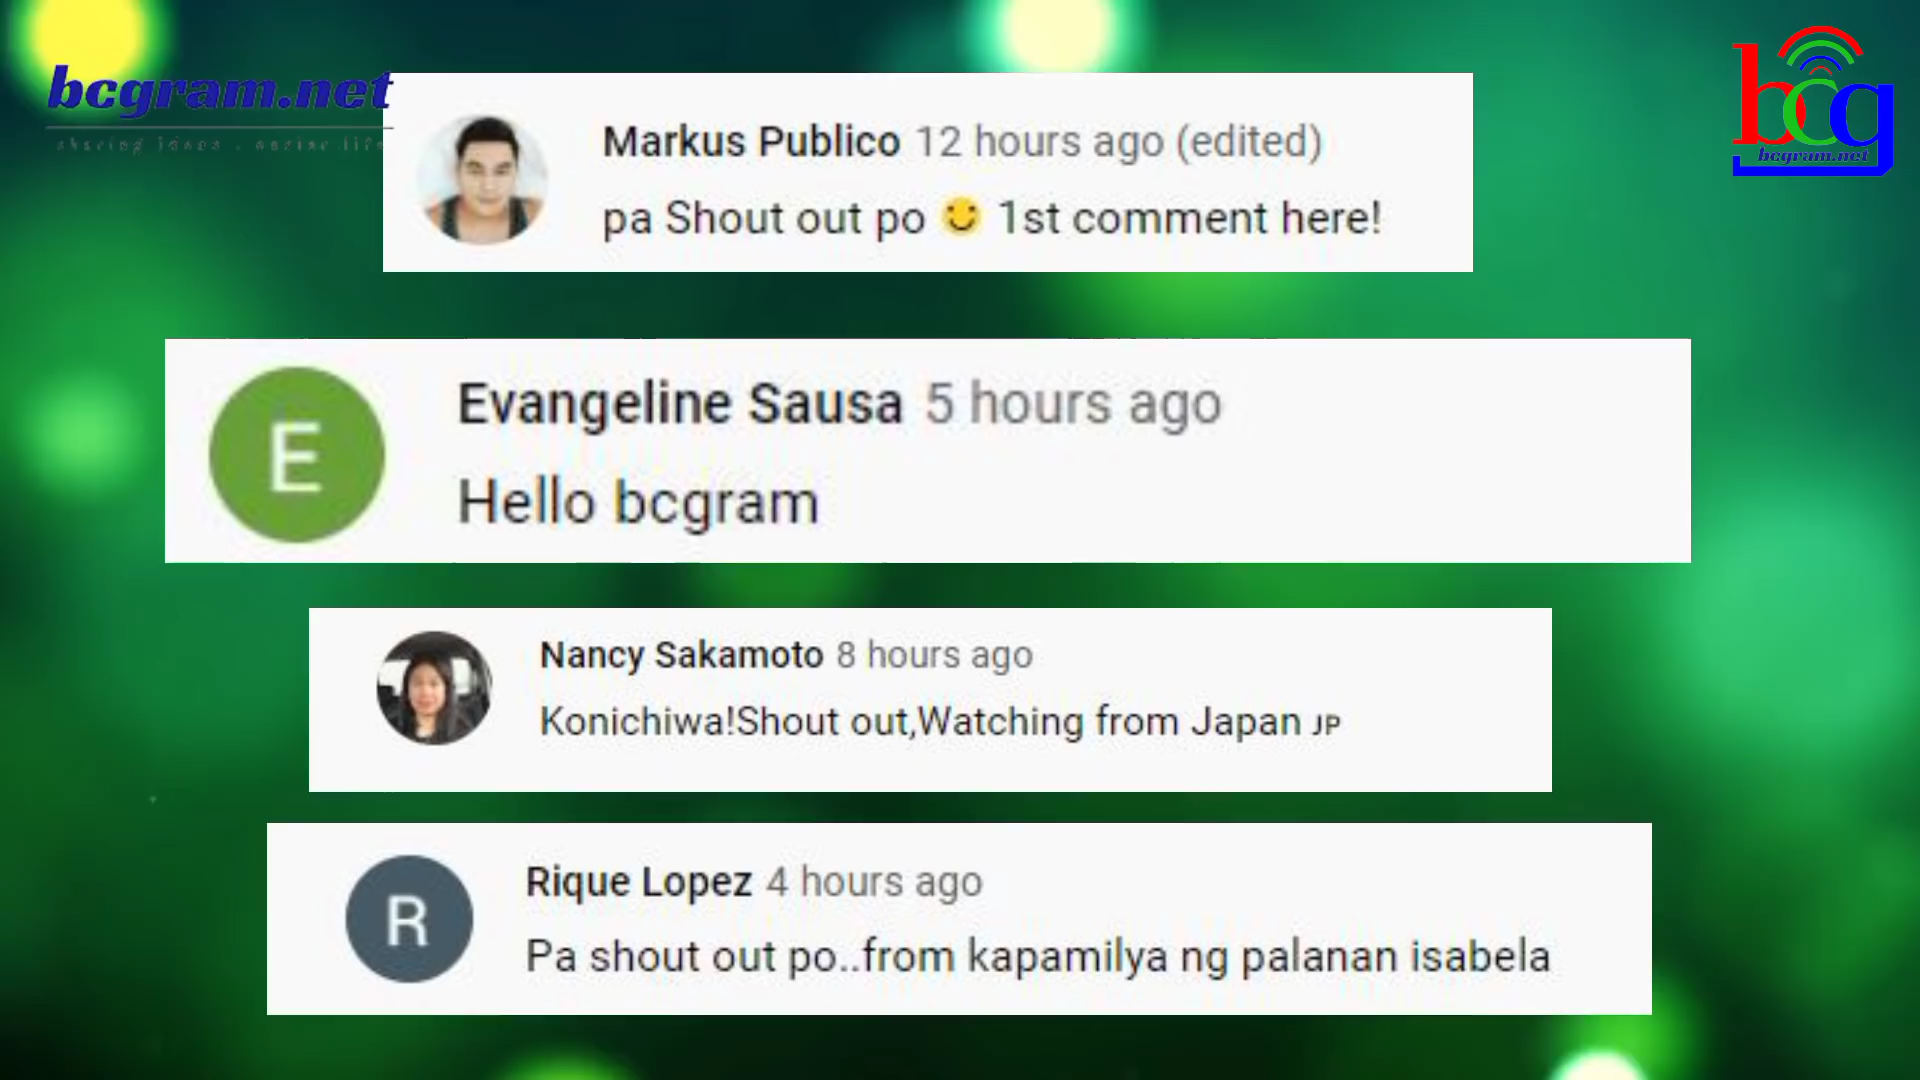 bcgram.net
Markus Publico 12 hours ago (edited)
pa Shout out po 🙂 1st comment here!
bcg
bcgram.net
Evangeline Sausa 5 hours ago
E
Hello bcgram
Nancy Sakamoto 8 hours ago
Konichiwa!Shout out,Watching from Japan JP
Rique Lopez 4 hours ago
R
Pa shout out po..from kapamilya ng palanan isabela